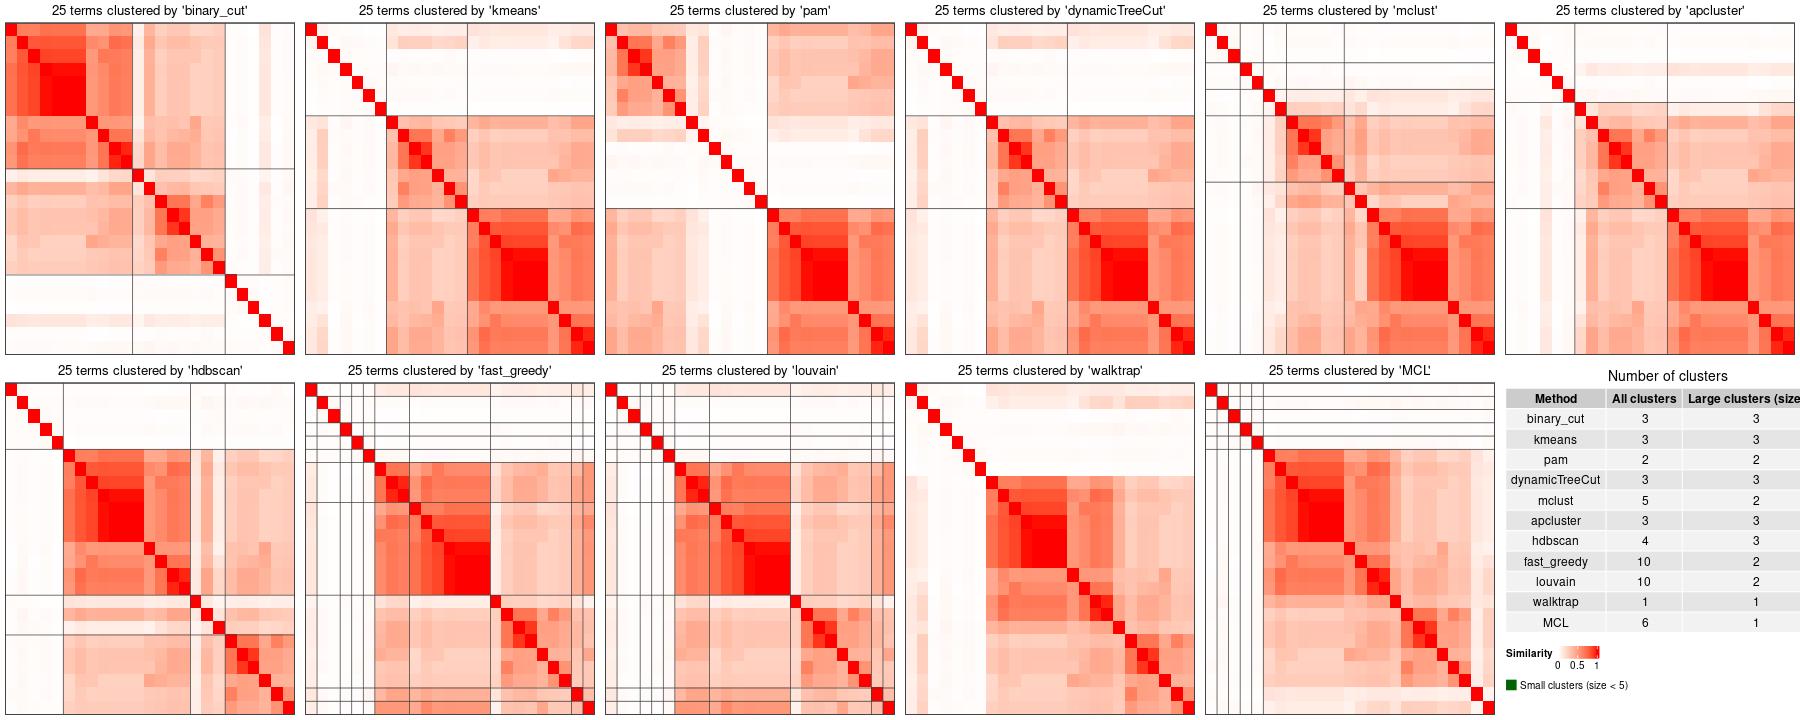 25 terms clustered by 'binary_cut'
25 terms clustered by 'kmeans'
25 terms clustered by 'pam'
25 terms clustered by 'dynamicTreeCut'
25 terms clustered by 'mclust'
25 terms clustered by 'apcluster'
25 terms clustered by 'hdbscan'
25 terms clustered by 'fast_greedy'
25 terms clustered by 'louvain'
25 terms clustered by 'walktrap'
25 terms clustered by 'MCL'
Number of clusters
Method All clusters Large clusters (size
binary_cut 3 3
kmeans 3 3
pam 2 2
dynamicTreeCut 3 3
mclust 5 2
apcluster 3 3
hdbscan 4 3
fast_greedy 10 2
louvain 10 2
walktrap 1 1
MCL 6 1
Similarity
0 0.5 1
Small clusters (size < 5)